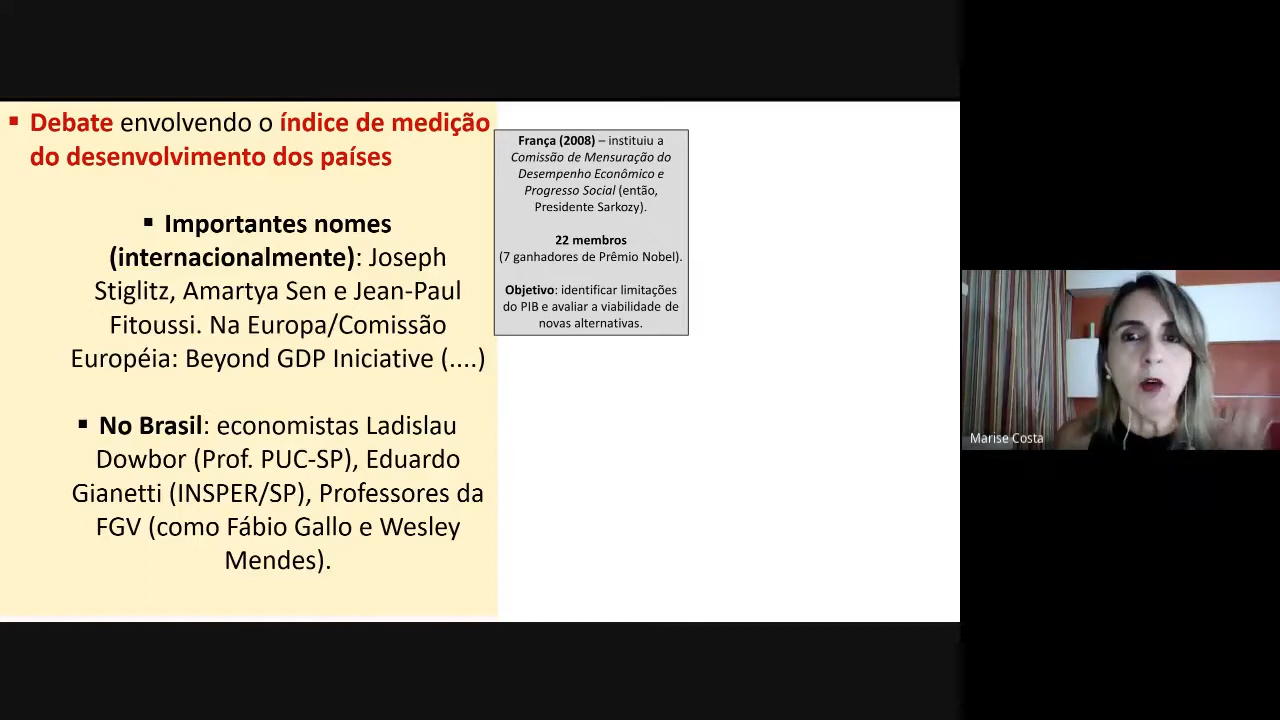 ▪ Debate envolvendo o índice de medição
do desenvolvimento dos países
▪ Importantes nomes
(internacionalmente): Joseph
Stiglitz, Amartya Sen e Jean-Paul
Fitoussi. Na Europa/Comissão
Européia: Beyond GDP Iniciative (....)
▪ No Brasil: economistas Ladislau
Dowbor (Prof. PUC-SP), Eduardo
Gianetti (INSPER/SP), Professores da
FGV (como Fábio Gallo e Wesley
Mendes).
França (2008) – instituiu a
Comissão de Mensuração do
Desempenho Econômico e
Progresso Social (então,
Presidente Sarkozy).
22 membros
(7 ganhadores de Prêmio Nobel).
Objetivo: identificar limitações
do PIB e avaliar a viabilidade de
novas alternativas.
Marise Costa